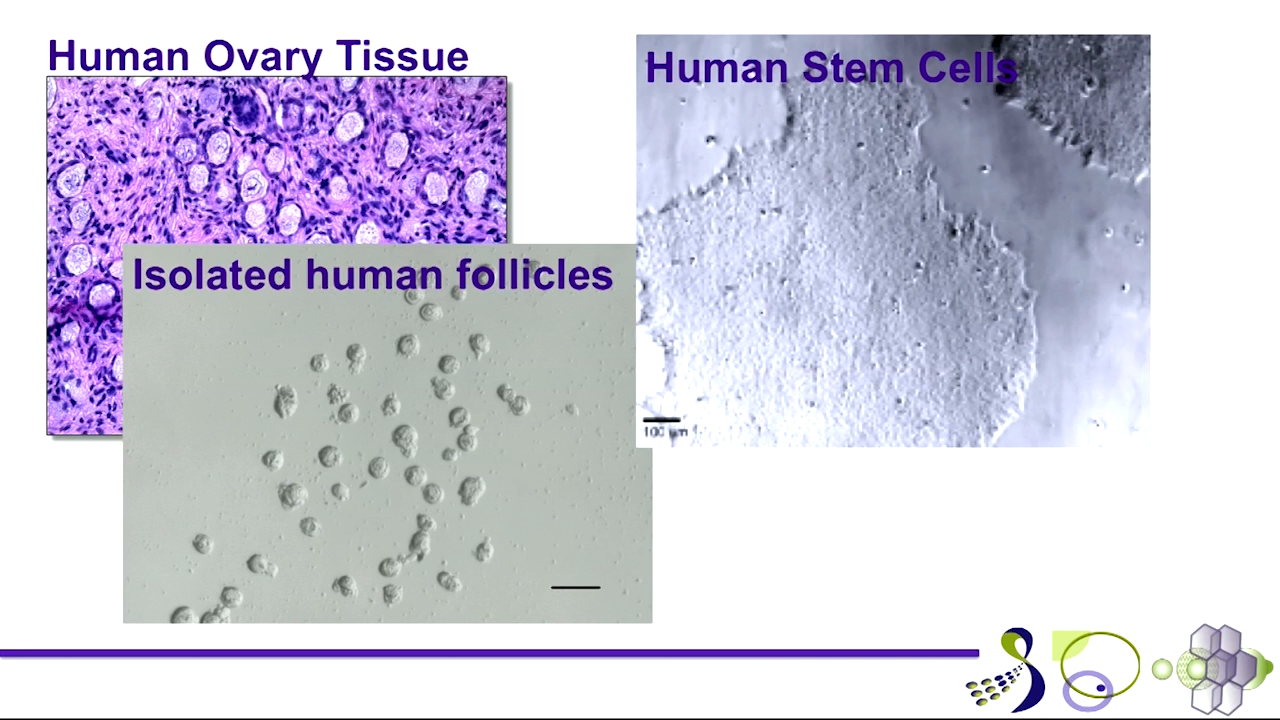 Human Ovary Tissue
Human Stem Cells
Isolated human follicles
100 µm